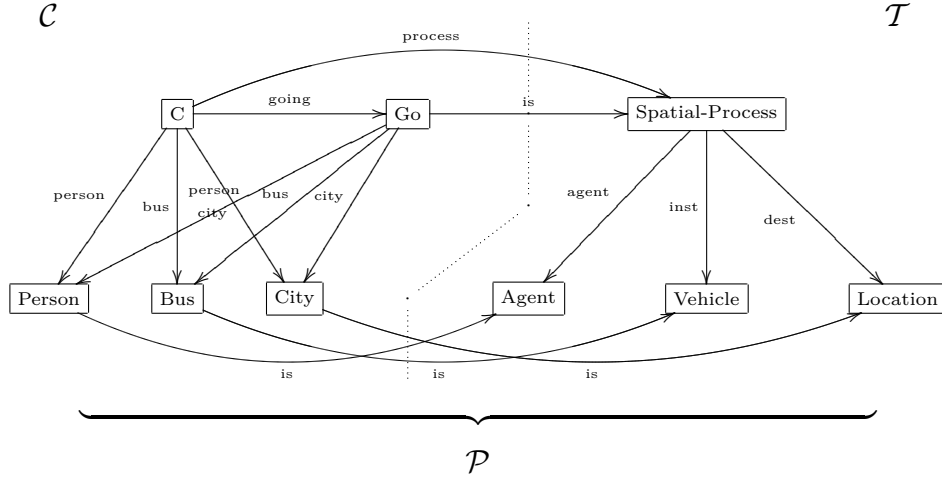 C T
process
C going Go is Spatial-Process
person bus person city bus city agent inst dest
Person Bus City Agent Vehicle Location
is is is
P